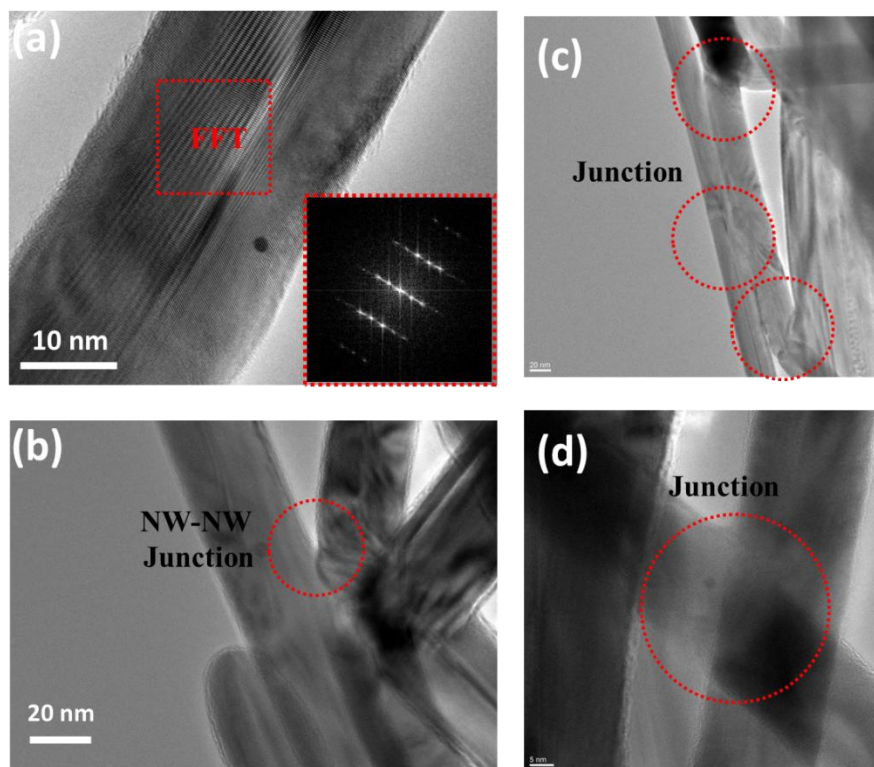 (a)
FFT
10 nm
(b)
NW-NW
Junction
20 nm
(c)
Junction
20 nm
(d)
Junction
5 nm